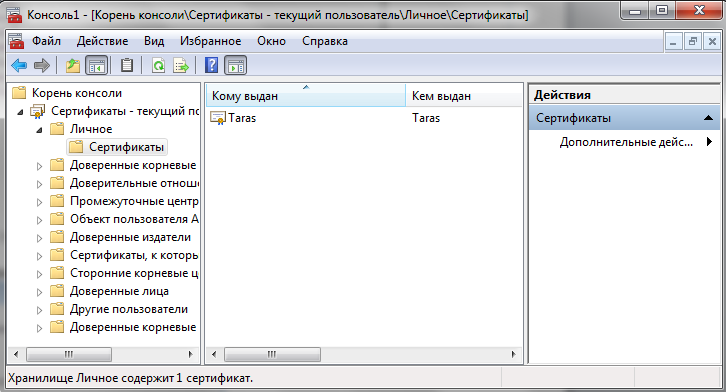 Консоль1 - [Корень консоли\Сертификаты - текущий пользователь\Личное\Сертификаты]
Файл Действие Вид Избранное Окно Справка
Корень консоли
Сертификаты - текущий по
Личное
Сертификаты
Доверенные корневые
Доверительные отноше
Промежуточные центр
Объект пользователя A
Доверенные издатели
Сертификаты, к которы
Сторонние корневые ц
Доверенные лица
Другие пользователи
Доверенные корневые
Кому выдан Кем выдан
Taras Taras
Действия
Сертификаты
Дополнительные дейс...
Хранилище Личное содержит 1 сертификат.